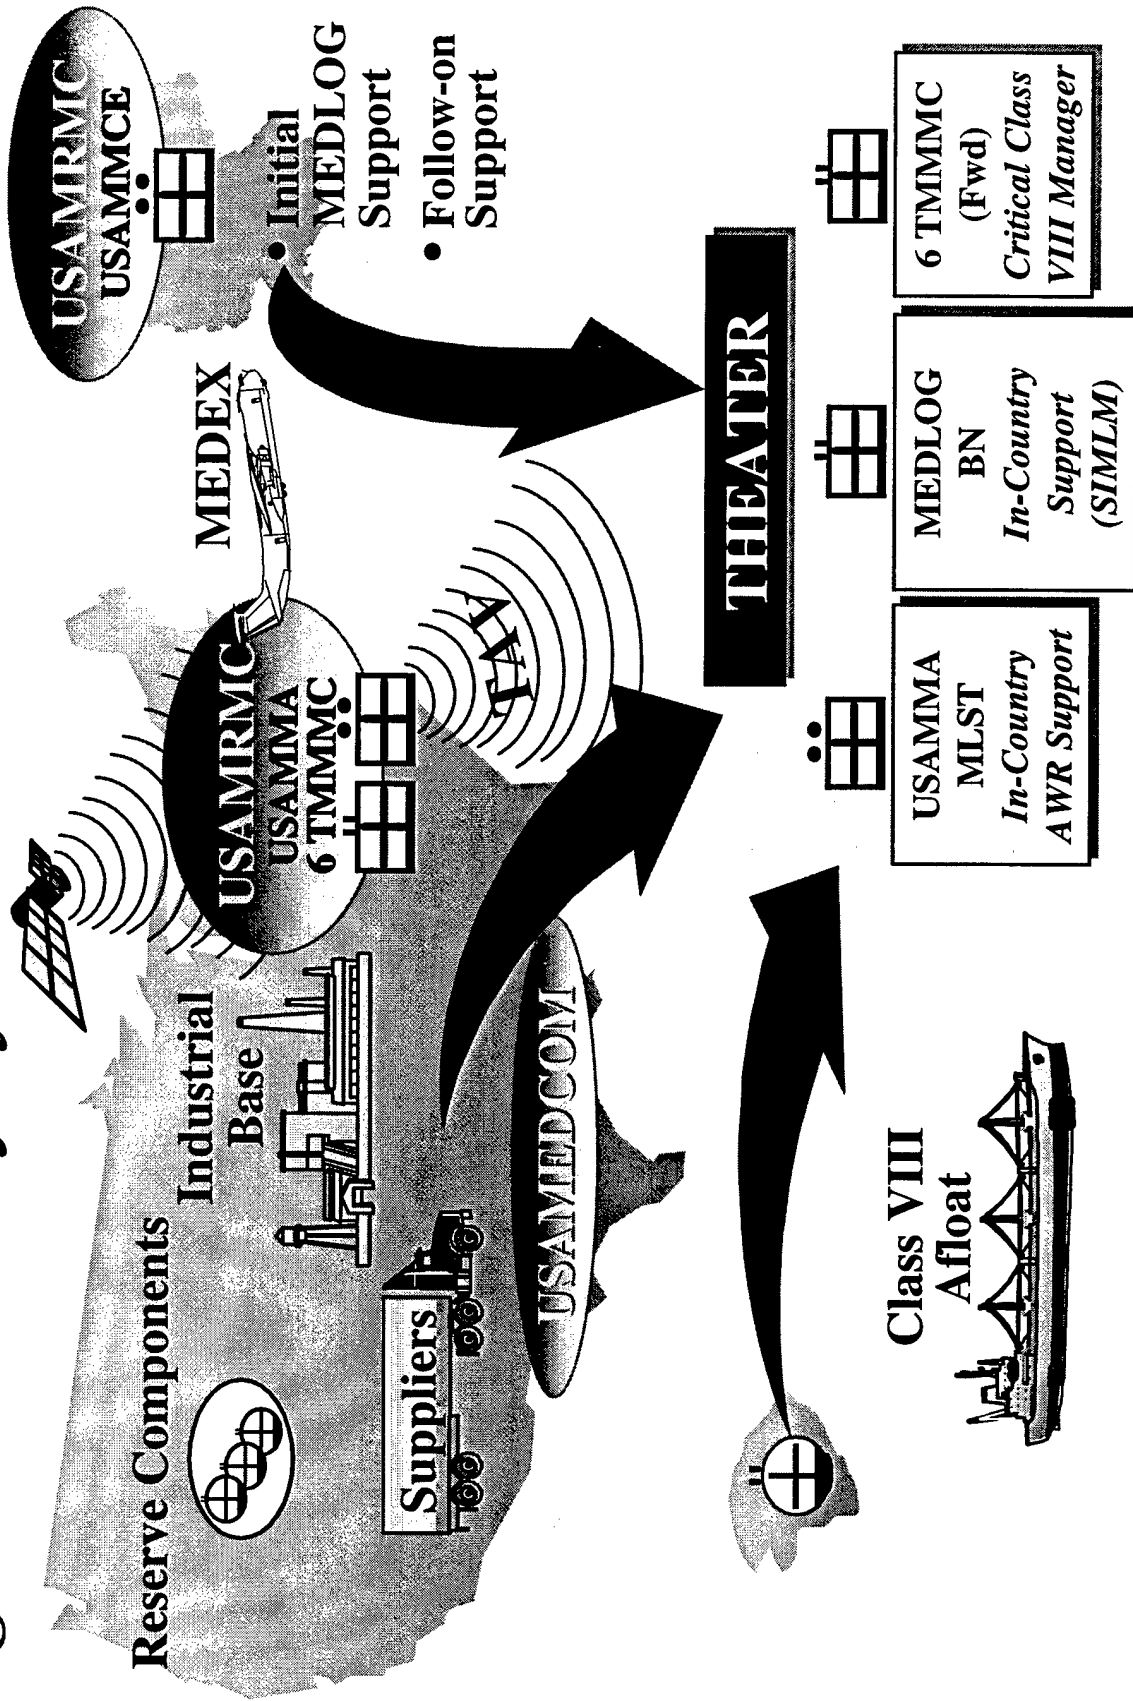 Reserve Components
Industrial
Base
Suppliers
USAMEDCOM
USAMRMC
USAMMA
6 TMMMC
MEDEX
JTAV
USAMRMC
USAMMCE
• Initial
MEDLOG
Support
• Follow-on
Support
Class VIII
Afloat
THEATER
USAMMA
MLST
In-Country
AWR Support
MEDLOG
BN
In-Country
Support
(SIMLM)
6 TMMMC
(Fwd)
Critical Class
VIII Manager